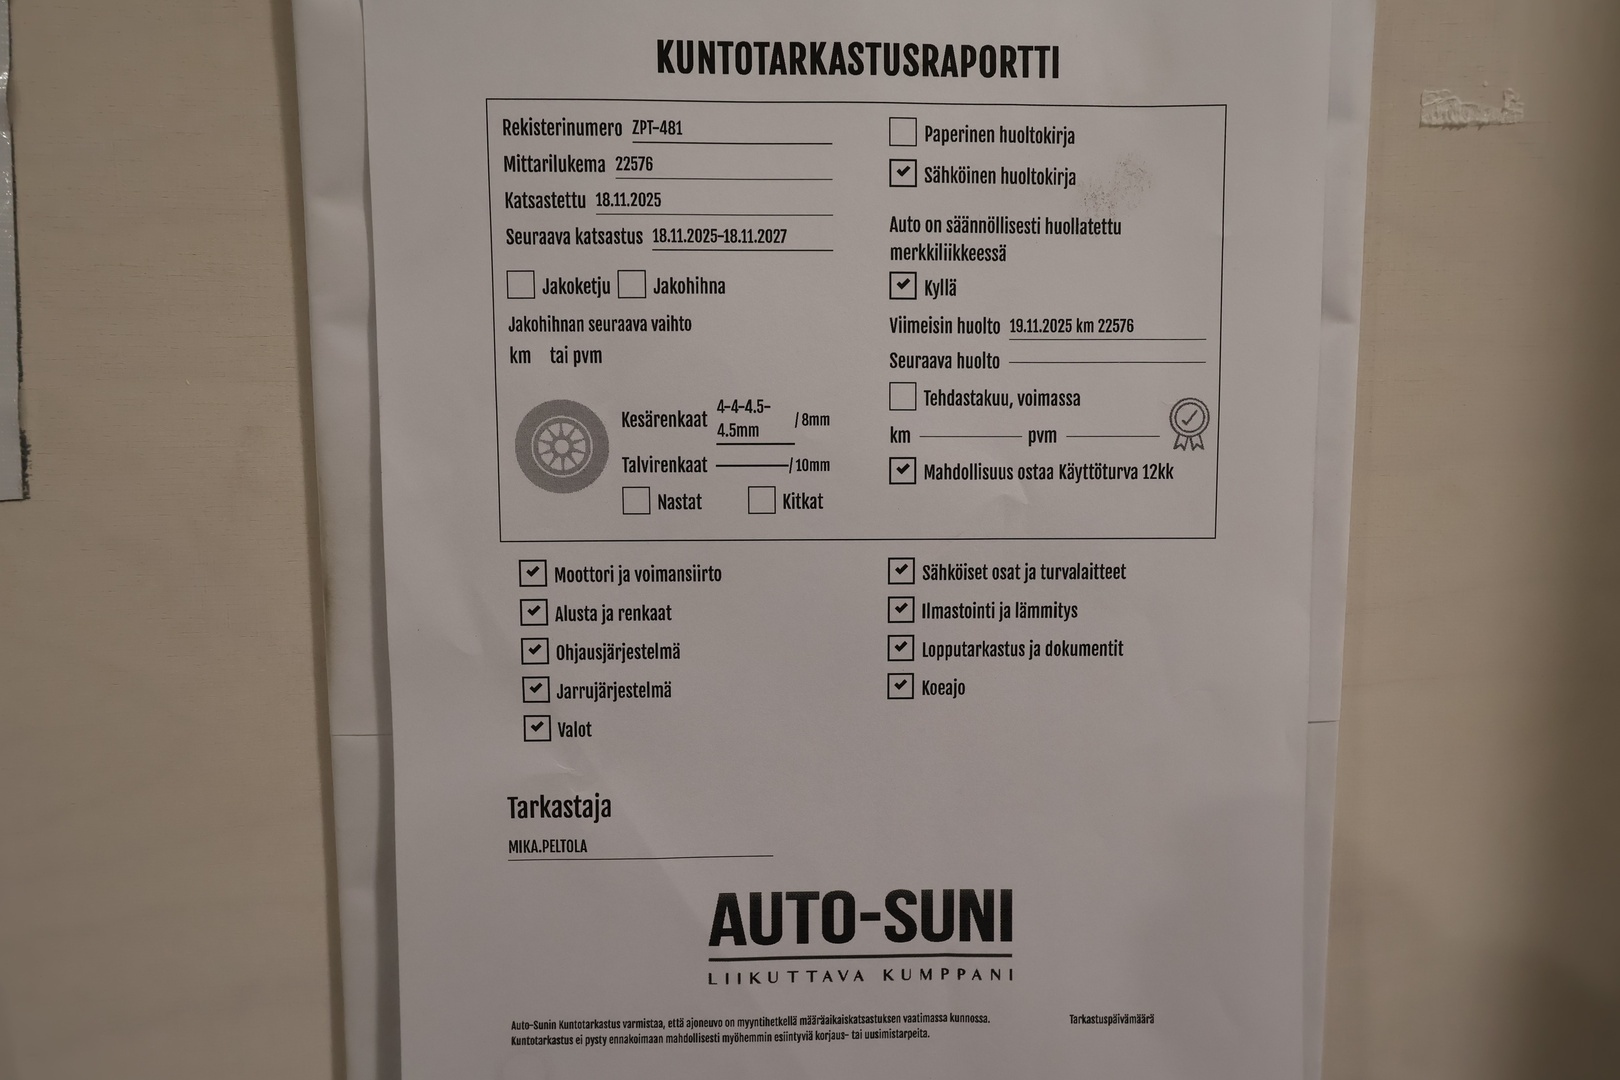 KUNTOTARKASTUSRAPORTTI
Rekisterinumero ZPT-481
Mittarilukema 22576
Katsastettu 18.11.2025
Seuraava katsastus 18.11.2025-18.11.2027
Jakoketju Jakohihna
Jakohihnan seuraava vaihto
km tai pvm
Kesärenkaat 4-4-4.5-
4.5mm / 8mm
Talvirenkaat / 10mm
Nastat Kitkat
Paperinen huoltokirja
Sähköinen huoltokirja
Auto on säännöllisesti huollatettu
merkkiliikkeessä
Kyllä
Viimeisin huolto 19.11.2025 km 22576
Seuraava huolto
Tehdastakuu, voimassa
km pvm
Mahdollisuus ostaa Käyttöturva 12kk
Moottori ja voimansiirto
Alusta ja renkaat
Ohjausjärjestelmä
Jarrujärjestelmä
Valot
Sähköiset osat ja turvalaitteet
Ilmastointi ja lämmitys
Lopputarkastus ja dokumentit
Koeajo
Tarkastaja
MIKA.PELTOLA
AUTO-SUNI
LIIKUTTAVA KUMPPANI
Auto-Sunin Kuntotarkastus varmistaa, että ajoneuvo on myyntihetkellä määräaikaiskatsastuksen vaatimassa kunnossa.
Kuntotarkastus ei pysty ennakoimaan mahdollisesti myöhemmin esiintyviä korjaus- tai uusimistarpeita.
Tarkastuspäivämäärä